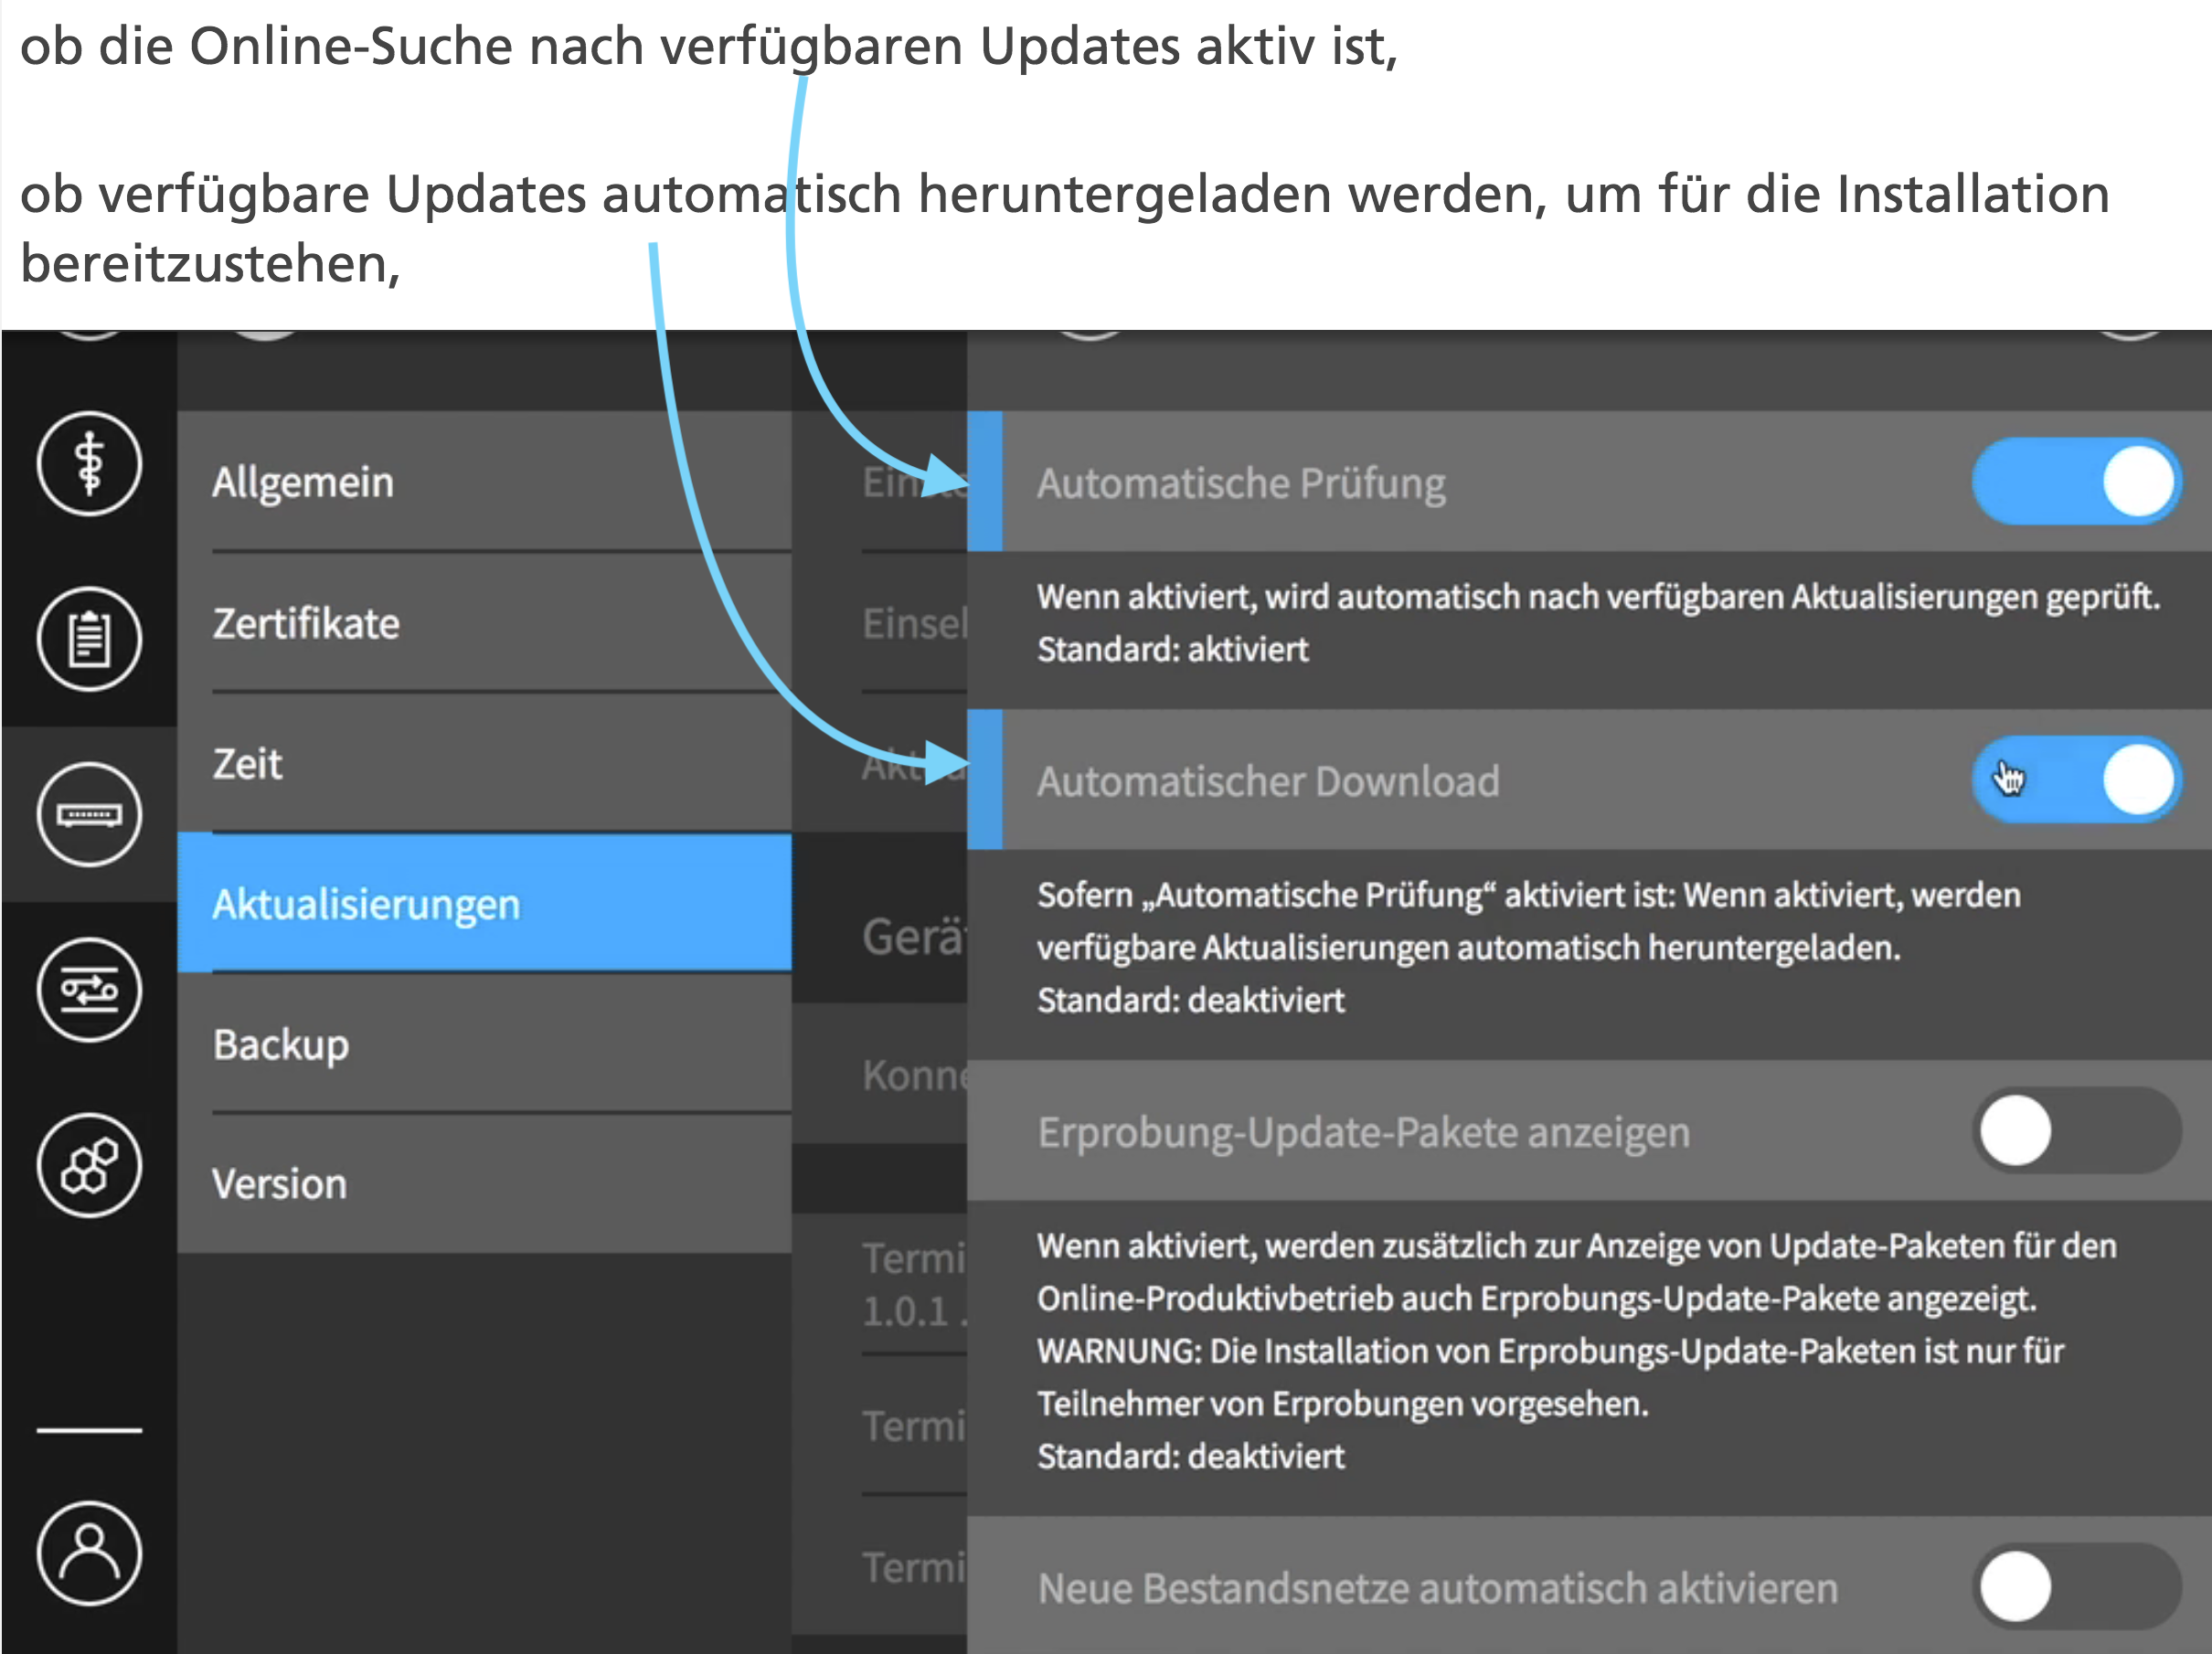 ob die Online-Suche nach verfügbaren Updates aktiv ist,
ob verfügbare Updates automatisch heruntergeladen werden, um für die Installation
bereitzustehen,
Allgemein
Zertifikate
Zeit
Aktualisierungen
Backup
Version
Einsel
Gerä
Konne
Termi
1.0.1 .
Termi
Termi
Automatische Prüfung
Wenn aktiviert, wird automatisch nach verfügbaren Aktualisierungen geprüft.
Standard: aktiviert
Automatischer Download
Sofern „Automatische Prüfung“ aktiviert ist: Wenn aktiviert, werden
verfügbare Aktualisierungen automatisch heruntergeladen.
Standard: deaktiviert
Erprobung-Update-Pakete anzeigen
Wenn aktiviert, werden zusätzlich zur Anzeige von Update-Paketen für den
Online-Produktivbetrieb auch Erprobungs-Update-Pakete angezeigt.
WARNUNG: Die Installation von Erprobungs-Update-Paketen ist nur für
Teilnehmer von Erprobungen vorgesehen.
Standard: deaktiviert
Neue Bestandsnetze automatisch aktivieren